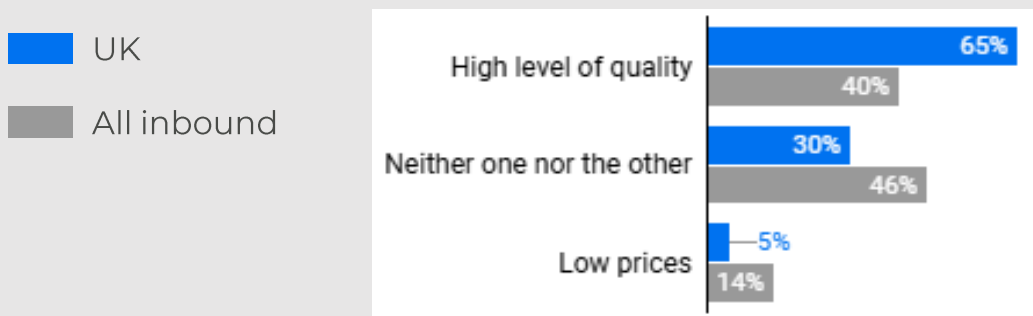 UK
All inbound
High level of quality
65%
40%
Neither one nor the other
30%
46%
Low prices
5%
14%